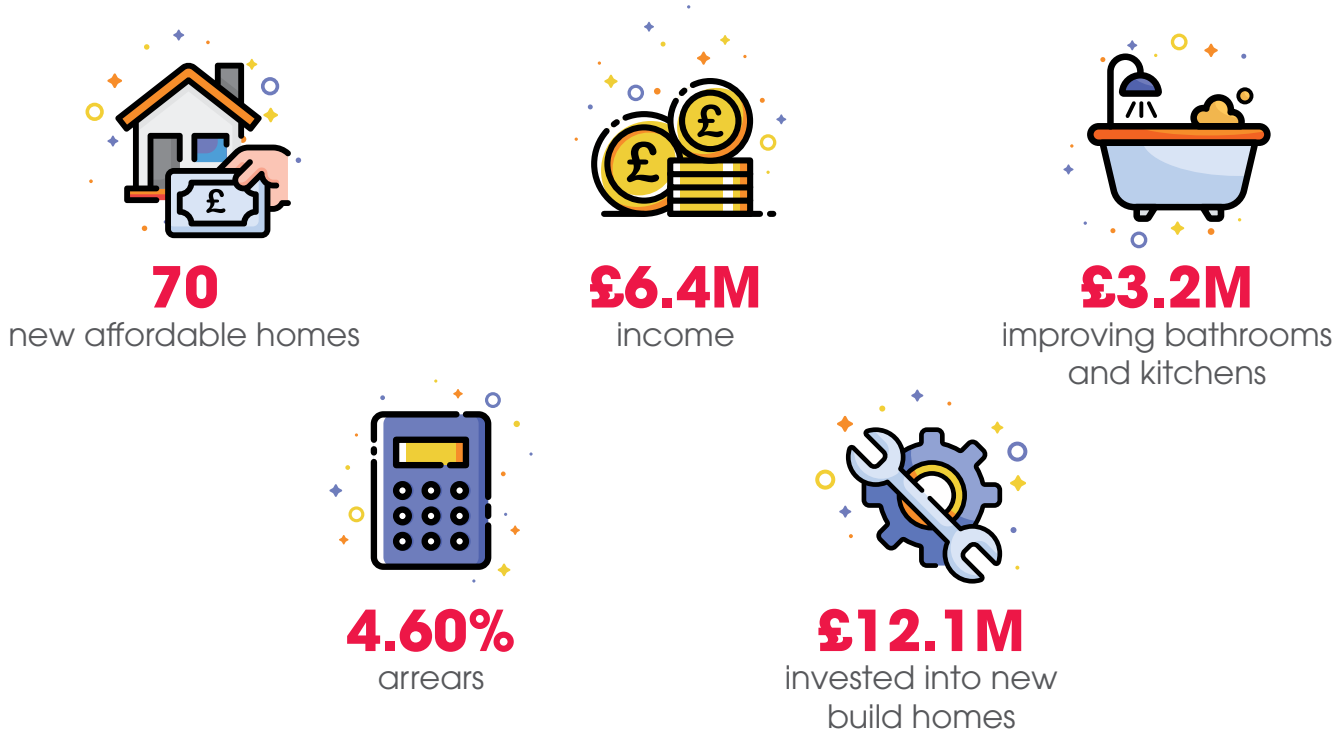 70
new affordable homes
£6.4M
income
£3.2M
improving bathrooms
and kitchens
4.60%
arrears
£12.1M
invested into new
build homes